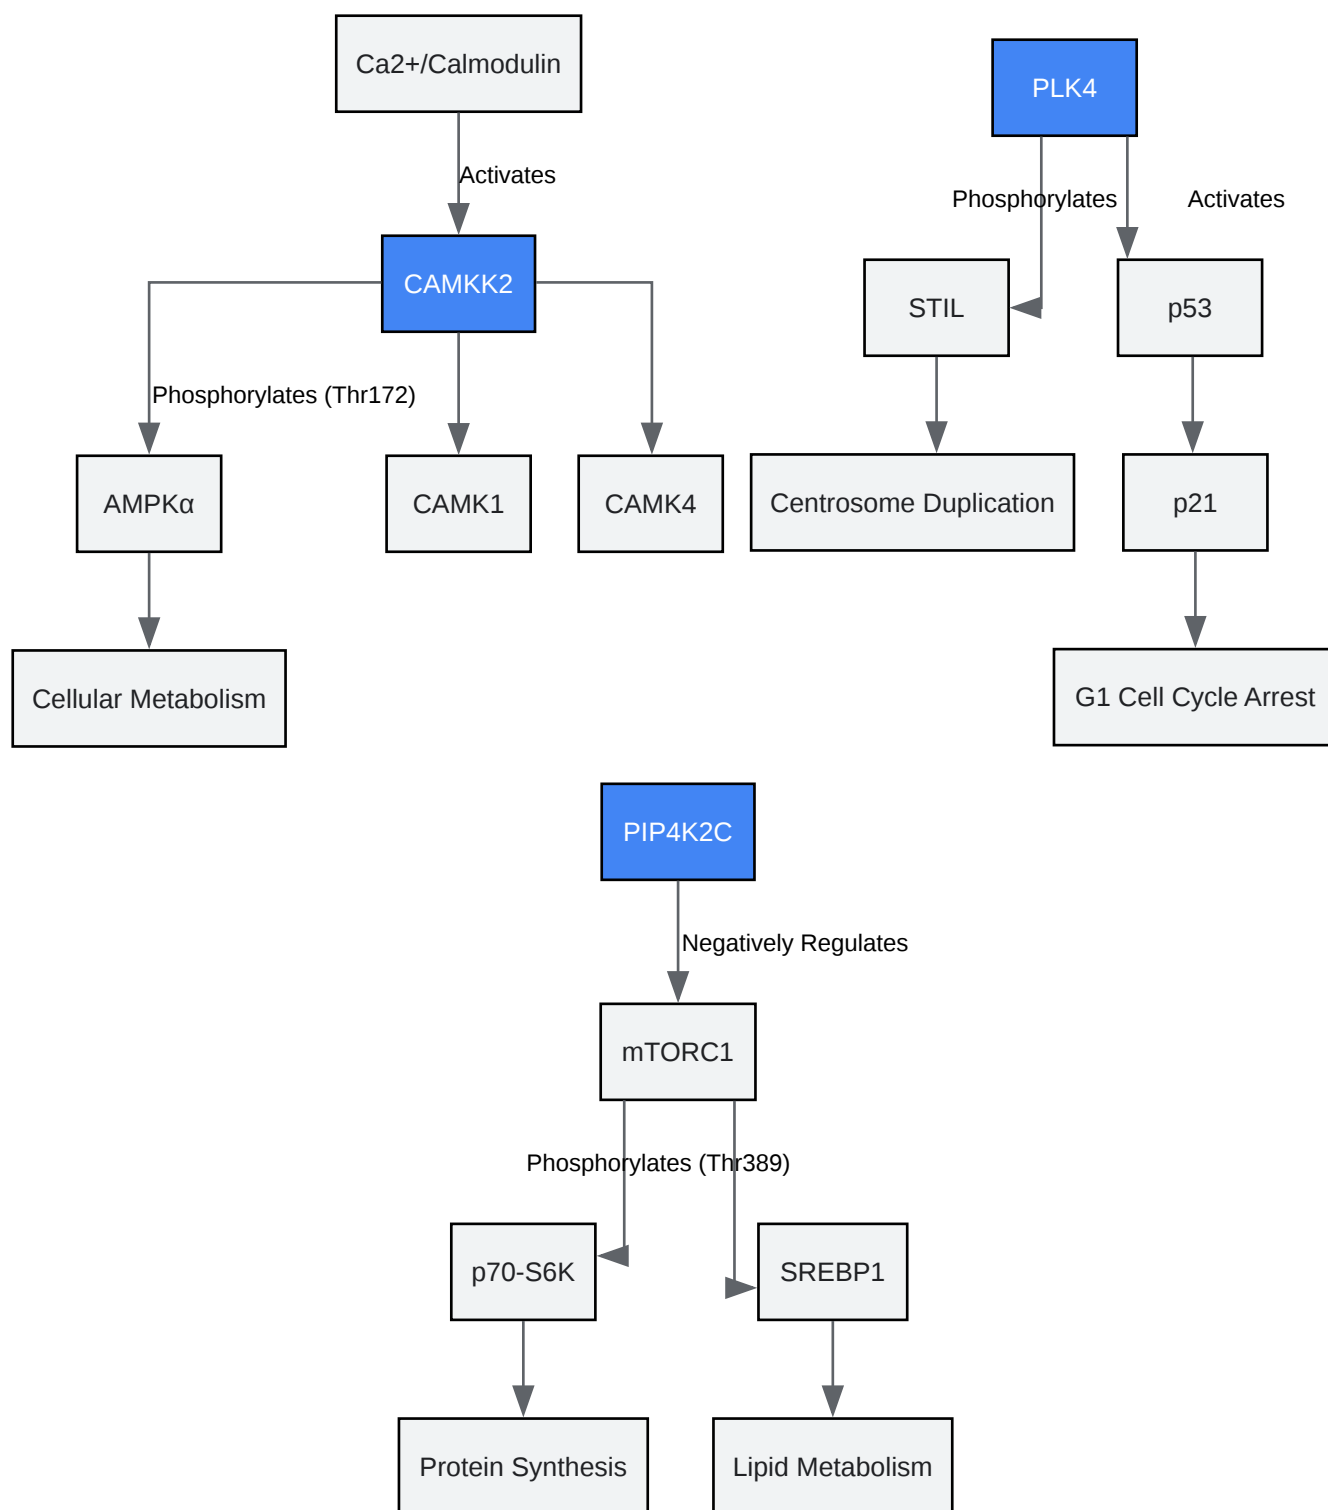 Ca2+/Calmodulin
Activates
CAMKK2
Phosphorylates (Thr172)
AMPKα
CAMK1
CAMK4
Cellular Metabolism
PLK4
Phosphorylates
Activates
STIL
p53
Centrosome Duplication
p21
G1 Cell Cycle Arrest
PIP4K2C
Negatively Regulates
mTORC1
Phosphorylates (Thr389)
p70-S6K
SREBP1
Protein Synthesis
Lipid Metabolism